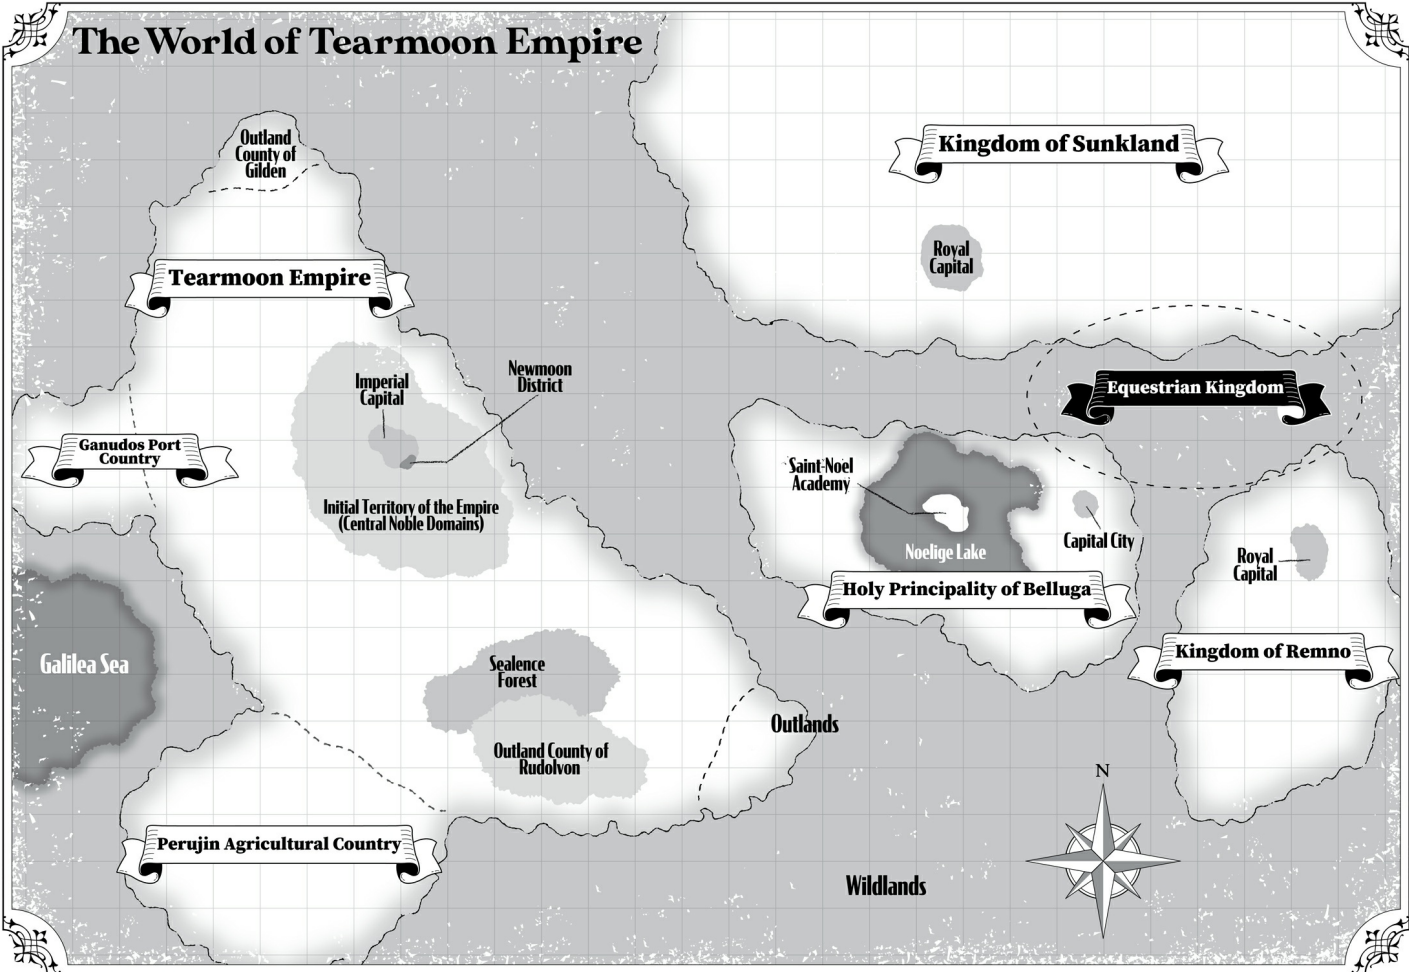 The World of Tearmoon Empire
Outland
County of
Gilden
Kingdom of Sunkland
Royal
Capital
Tearmoon Empire
Imperial
Capital
Newmoon
District
Equestrian Kingdom
Ganudos Port
Country
Saint-Noel
Academy
Initial Territory of the Empire
(Central Noble Domains)
Noelige Lake
Capital City
Royal
Capital
Holy Principality of Belluga
Galilea Sea
Sealence
Forest
Kingdom of Remno
Outlands
Outland County of
Rudolvon
N
Perujin Agricultural Country
Wildlands